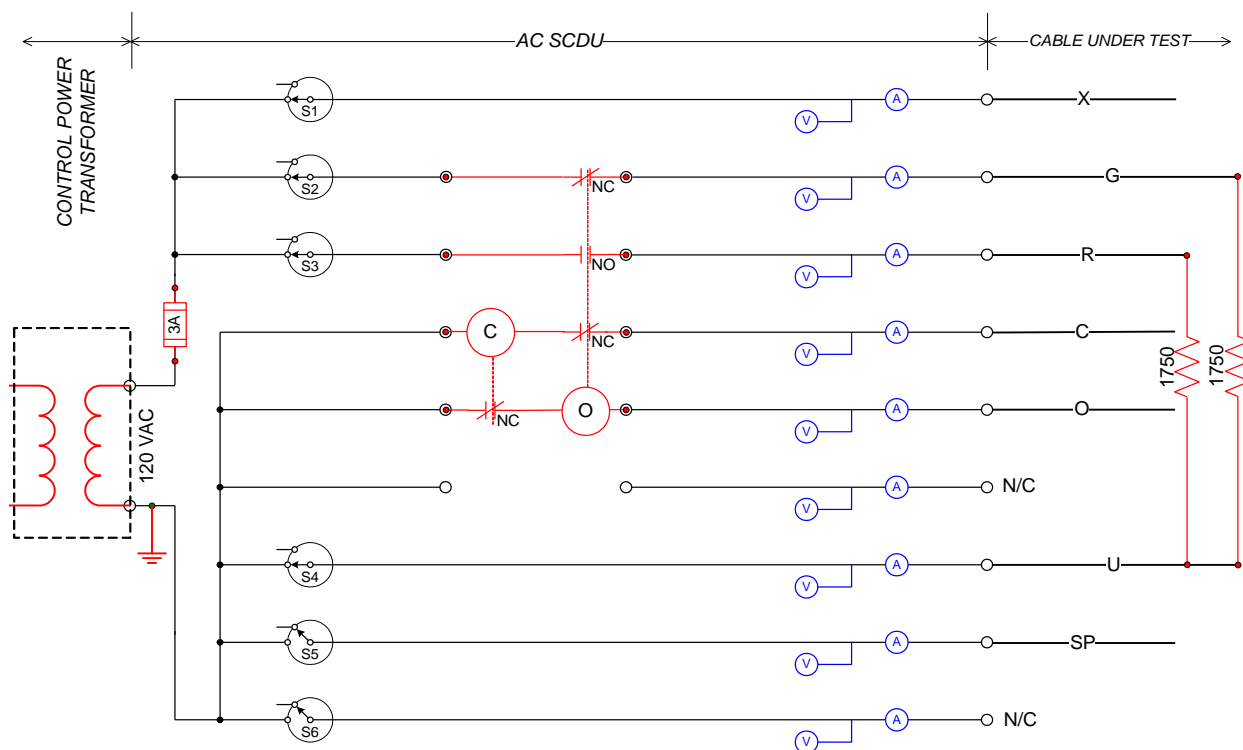 AC SCDU
CABLE UNDER TEST
CONTROL POWER
TRANSFORMER
S1
V
A
X
S2
NC
V
A
G
S3
NO
V
A
R
3A
C
NC
V
A
C
1750
1750
120 VAC
NC
O
V
A
O
V
A
N/C
S4
V
A
U
S5
V
A
SP
S6
V
A
N/C